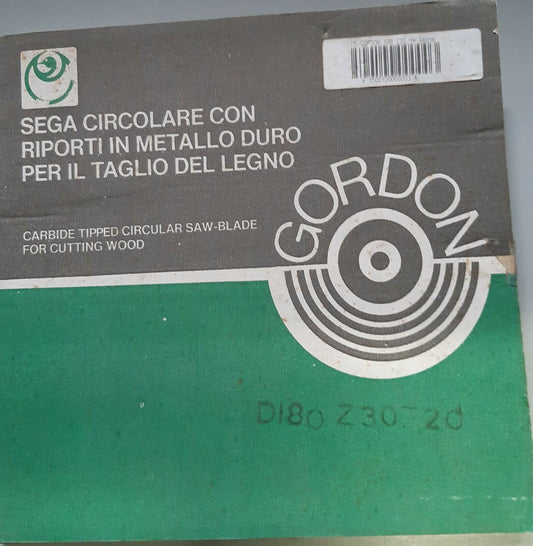 SEGA CIRCOLARE CON
RIPORTI IN METALLO DURO
PER IL TAGLIO DEL LEGNO
CARBIDE TIPPED CIRCULAR SAW-BLADE
FOR CUTTING WOOD
GORDON
D180 Z30-20